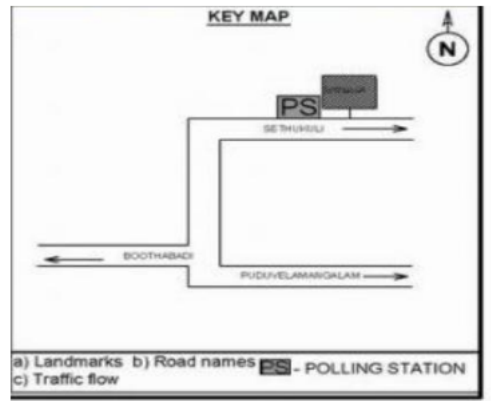 KEY MAP
N
PS
SETHUKULI
BOOTHABADI
PUDUVELAMANGALAM
a) Landmarks b) Road names PS - POLLING STATION
c) Traffic flow